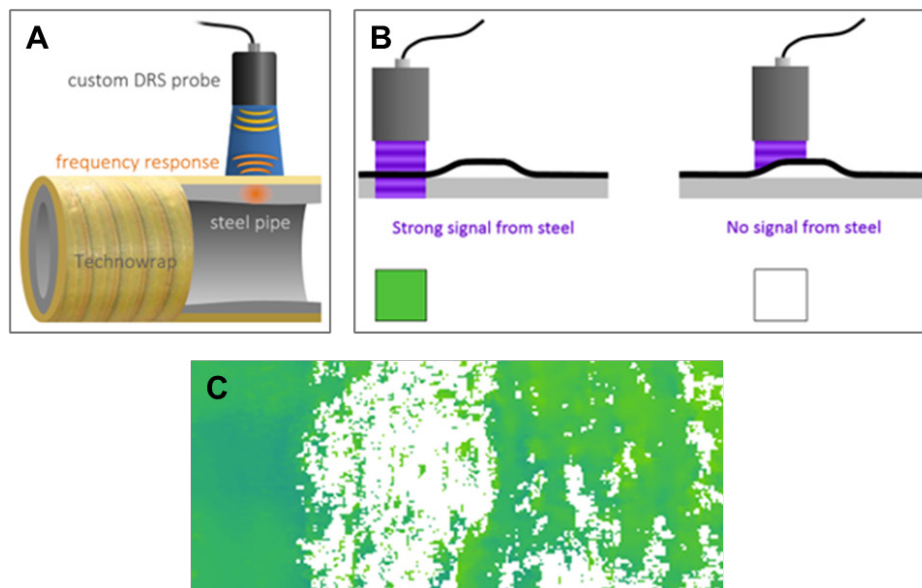 A
custom DRS probe
frequency response
steel pipe
Technowrap
B
Strong signal from steel
No signal from steel
C